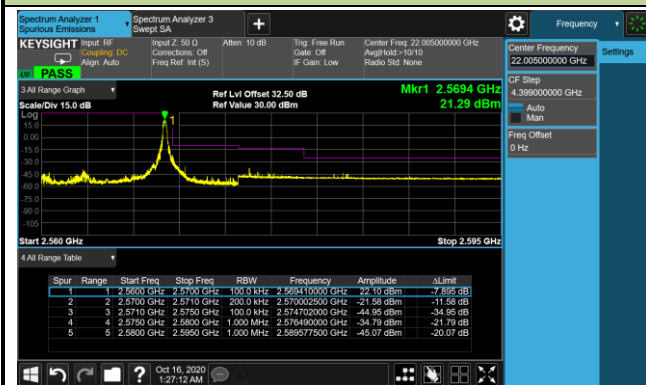 Spectrum Analyzer 1
Spurious Emissions
Spectrum Analyzer 3
Swept SA
Frequency
KEYSIGHT
Input: RF
Coupling: DC
Align: Auto
Input Z: 50 Ω
Corrections: Off
Freq Ref: Int (S)
Atten: 10 dB
Trig: Free Run
Gate: Off
IF Gain: Low
Center Freq: 22.005000000 GHz
Avg|Hold:>10/10
Radio Std: None
PASS
Center Frequency
22.005000000 GHz
Settings
CF Step
4.399000000 GHz
Auto
Man
Freq Offset
0 Hz
3 All Range Graph
Scale/Div 15.0 dB
Ref Lvl Offset 32.50 dB
Ref Value 30.00 dBm
Mkr1 2.5694 GHz
21.29 dBm
Log
15.0
0.00
-15.0
-30.0
-45.0
-60.0
-75.0
-90.0
-105
1
Start 2.560 GHz
Stop 2.595 GHz
4 All Range Table
Spur Range Start Freq Stop Freq RBW Frequency Amplitude ΔLimit
1 1 2.5600 GHz 2.5700 GHz 100.0 kHz 2.569410000 GHz 22.10 dBm -7.895 dB
2 2 2.5700 GHz 2.5710 GHz 200.0 kHz 2.570002500 GHz -21.58 dBm -11.58 dB
3 3 2.5710 GHz 2.5750 GHz 100.0 kHz 2.574702000 GHz -44.95 dBm -34.95 dB
4 4 2.5750 GHz 2.5800 GHz 1.000 MHz 2.576490000 GHz -34.79 dBm -21.79 dB
5 5 2.5800 GHz 2.5950 GHz 1.000 MHz 2.589577500 GHz -45.07 dBm -20.07 dB
Oct 16, 2020
1:27:12 AM